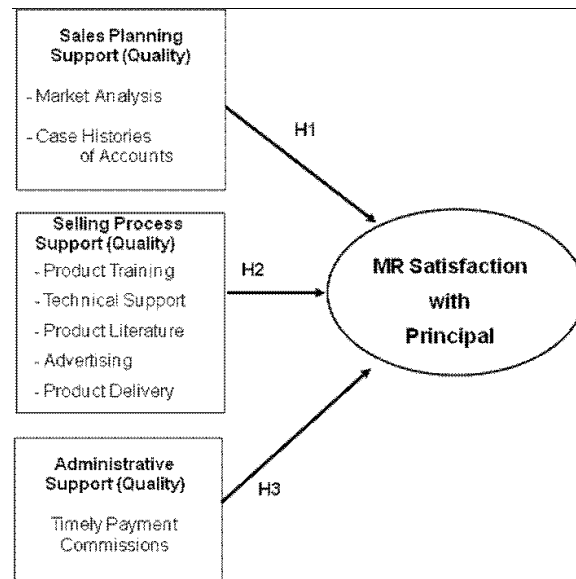 Sales Planning
Support (Quality)
- Market Analysis
- Case Histories
of Accounts
H1
Selling Process
Support (Quality)
- Product Training
- Technical Support
- Product Literature
- Advertising
- Product Delivery
H2
MR Satisfaction
with
Principal
Administrative
Support (Quality)
Timely Payment
Commissions
H3